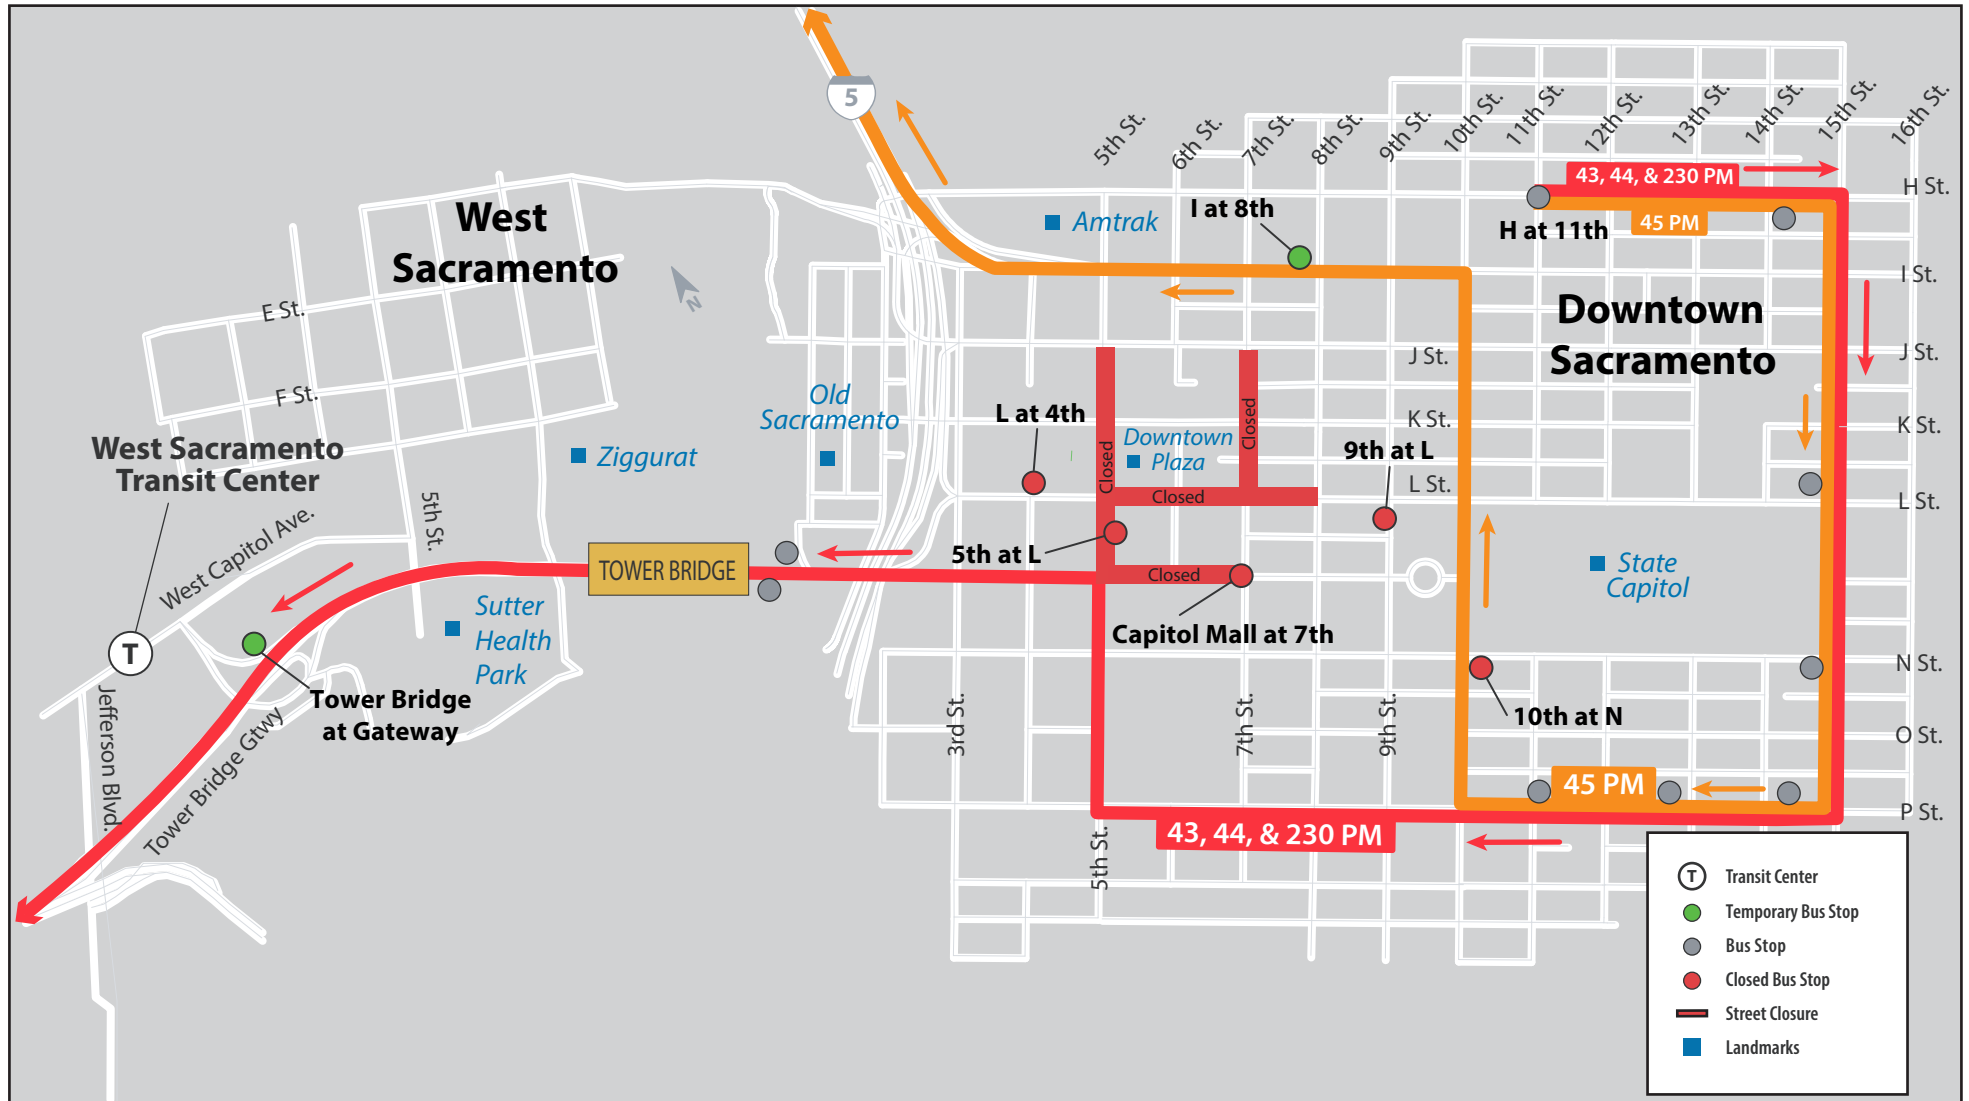 5
5th St.
6th St.
7th St.
8th St.
9th St.
10th St.
11th St.
12th St.
13th St.
14th St.
15th St.
16th St.
43, 44, & 230 PM
H St.
West
Sacramento
Amtrak
I at 8th
H at 11th
45 PM
I St.
N
E St.
Downtown
Sacramento
J St.
J St.
F St.
Old
Sacramento
L at 4th
Closed
Closed
Downtown
Plaza
K St.
K St.
9th at L
West Sacramento
Transit Center
Ziggurat
L St.
L St.
Closed
5th St.
West Capitol Ave.
5th at L
TOWER BRIDGE
Closed
State
Capitol
Sutter
Health
Park
Capitol Mall at 7th
T
N St.
Jefferson Blvd.
Tower Bridge
at Gateway
Tower Bridge Gtwy
3rd St.
7th St.
9th St.
10th at N
O St.
45 PM
P St.
43, 44, & 230 PM
5th St.
T
Transit Center
Temporary Bus Stop
Bus Stop
Closed Bus Stop
Street Closure
Landmarks